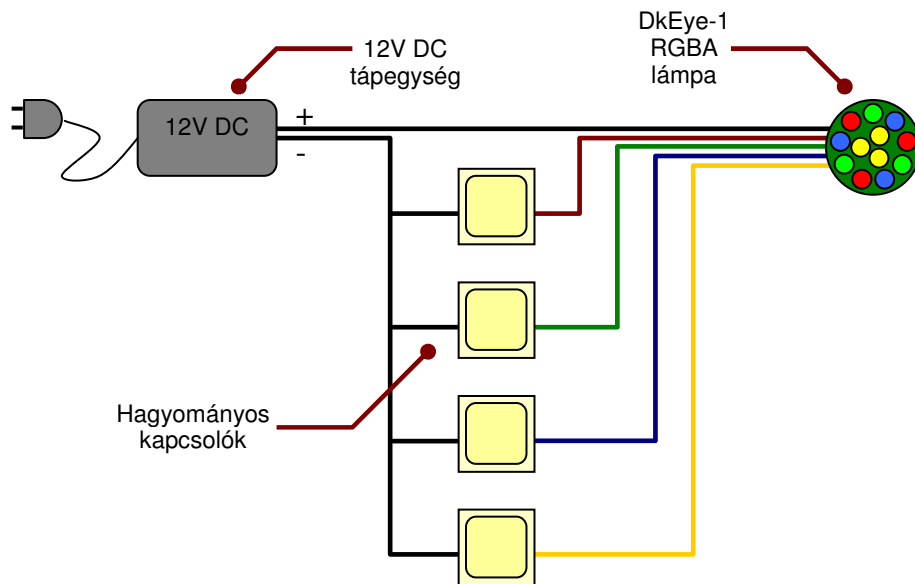 12V DC
tápegység
DkEye-1
RGBA
lámpa
12V DC
+
-
Hagyományos
kapcsolók